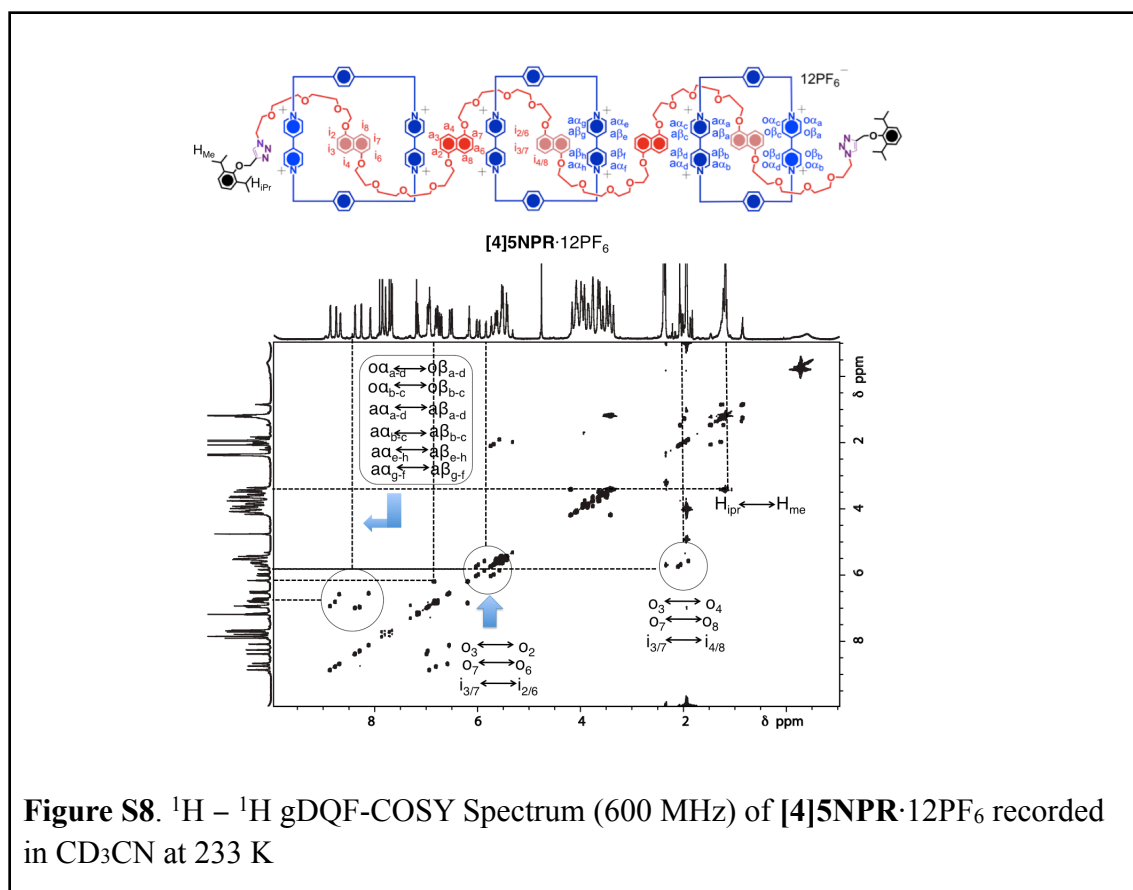 12PF6−
+ + + + + +
N N N N N N
O O O O O O
HMe
HiPr
N=N
N
i8
i2 i7
i3 i6
i4
a4
a3 a7
a2 a6
a8
i2/6
i3/7
i4/8
aαg aαe
aβg aβe
aβh aβf
aαh aαf
aαc aαa
aβc aβa
aβd aβb
aαd aαb
oαc oαa
oβc oβa
oβd oβb
oαd oαb
[4]5NPR·12PF6
oαa-d ↔ oβa-d
oαb-c ↔ oβb-c
aαa-d ↔ aβa-d
aαb-c ↔ aβb-c
aαe-h ↔ aβe-h
aαg-f ↔ aβg-f
Hipr ↔ Hme
o3 ↔ o2
o7 ↔ o6
i3/7 ↔ i2/6
o3 ↔ o4
o7 ↔ o8
i3/7 ↔ i4/8
δ ppm
2
4
6
8
8 6 4 2 δ ppm
Figure S8. 1H – 1H gDQF-COSY Spectrum (600 MHz) of [4]5NPR·12PF6 recorded
in CD3CN at 233 K